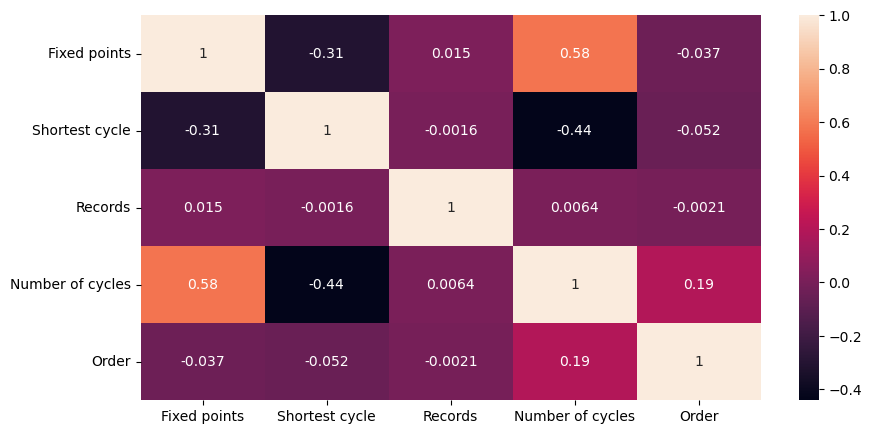 Fixed points 1 -0.31 0.015 0.58 -0.037
Shortest cycle -0.31 1 -0.0016 -0.44 -0.052
Records 0.015 -0.0016 1 0.0064 -0.0021
Number of cycles 0.58 -0.44 0.0064 1 0.19
Order -0.037 -0.052 -0.0021 0.19 1
Fixed points Shortest cycle Records Number of cycles Order
1.0
0.8
0.6
0.4
0.2
0.0
−0.2
−0.4